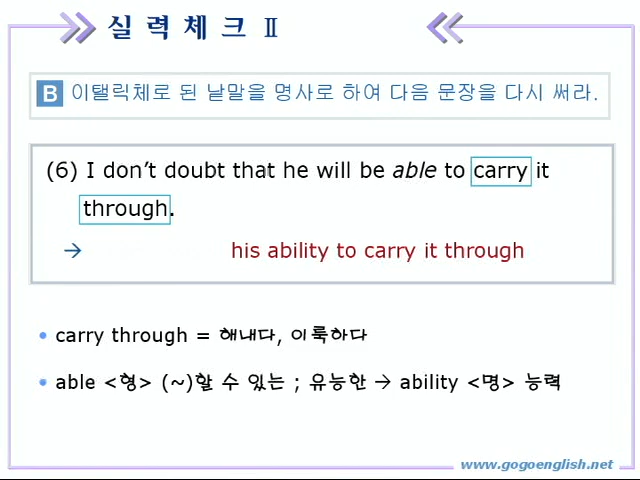 실 력 체 크 Ⅱ
B 이탤릭체로 된 낱말을 명사로 하여 다음 문장을 다시 써라.
(6) I don't doubt that he will be able to carry it
through.
→ his ability to carry it through
• carry through = 해내다, 이룩하다
• able <형> (~)할 수 있는 ; 유능한 → ability <명> 능력
www.gogoenglish.net